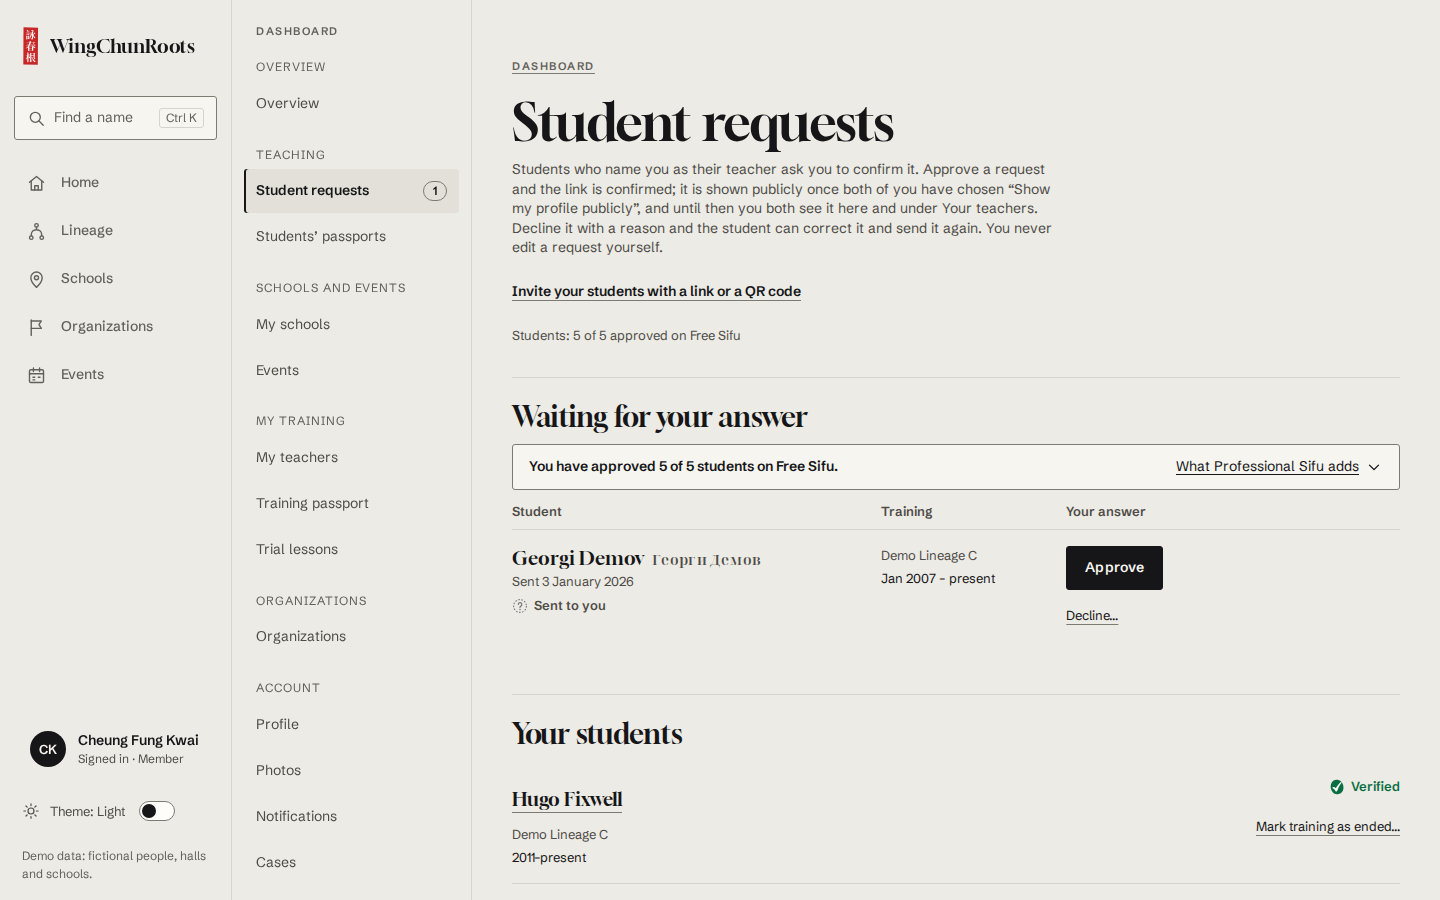 詠春根
WingChunRoots
Find a name
Ctrl K
Home
Lineage
Schools
Organizations
Events
CK
Cheung Fung Kwai
Signed in · Member
Theme: Light
Demo data: fictional people, halls
and schools.
DASHBOARD
OVERVIEW
Overview
TEACHING
Student requests
1
Students’ passports
SCHOOLS AND EVENTS
My schools
Events
MY TRAINING
My teachers
Training passport
Trial lessons
ORGANIZATIONS
Organizations
ACCOUNT
Profile
Photos
Notifications
Cases
DASHBOARD
Student requests
Students who name you as their teacher ask you to confirm it. Approve a request
and the link is confirmed; it is shown publicly once both of you have chosen “Show
my profile publicly”, and until then you both see it here and under Your teachers.
Decline it with a reason and the student can correct it and send it again. You never
edit a request yourself.
Invite your students with a link or a QR code
Students: 5 of 5 approved on Free Sifu
Waiting for your answer
You have approved 5 of 5 students on Free Sifu.
What Professional Sifu adds
Student
Training
Your answer
Georgi Demov Георги Демов
Sent 3 January 2026
Sent to you
Demo Lineage C
Jan 2007 – present
Approve
Decline…
Your students
Hugo Fixwell
Demo Lineage C
2011–present
Verified
Mark training as ended…